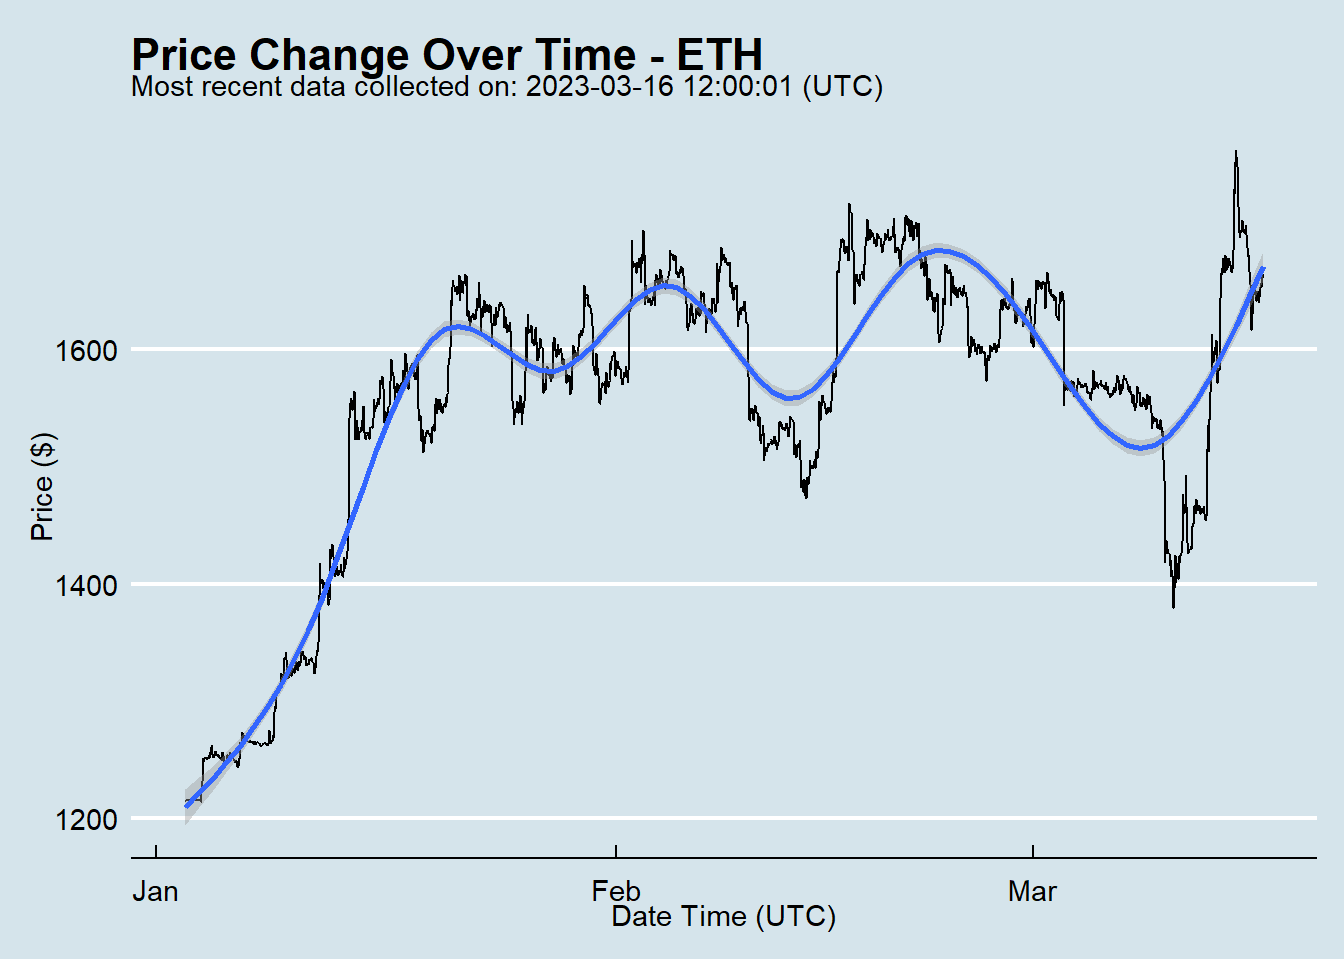 Price Change Over Time - ETH
Most recent data collected on: 2023-03-16 12:00:01 (UTC)
Price ($)
1600
1400
1200
Jan
Feb
Mar
Date Time (UTC)